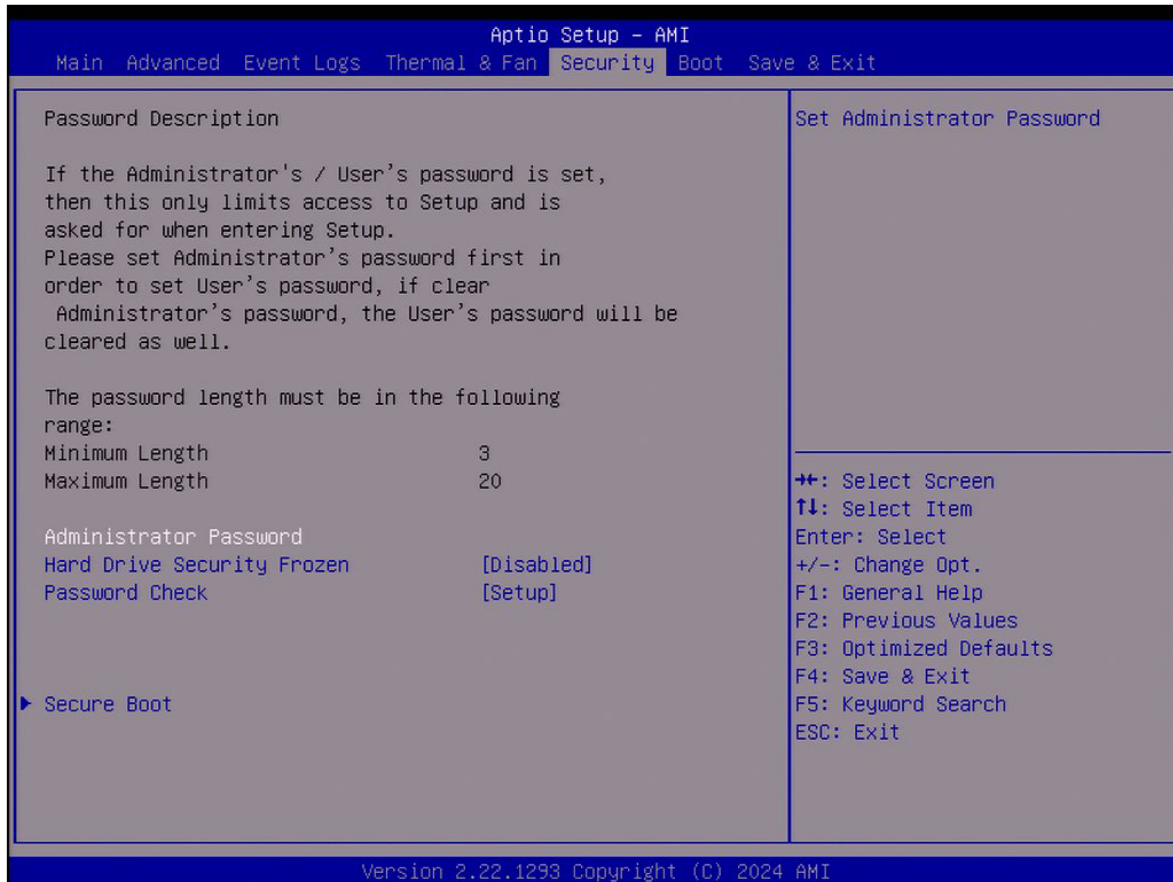 Aptio Setup – AMI
Main Advanced Event Logs Thermal & Fan Security Boot Save & Exit
Password Description
If the Administrator's / User’s password is set,
then this only limits access to Setup and is
asked for when entering Setup.
Please set Administrator’s password first in
order to set User’s password, if clear
Administrator’s password, the User’s password will be
cleared as well.
The password length must be in the following
range:
Minimum Length 3
Maximum Length 20
Administrator Password
Hard Drive Security Frozen [Disabled]
Password Check [Setup]
Secure Boot
Set Administrator Password
→←: Select Screen
↑↓: Select Item
Enter: Select
+/-: Change Opt.
F1: General Help
F2: Previous Values
F3: Optimized Defaults
F4: Save & Exit
F5: Keyword Search
ESC: Exit
Version 2.22.1293 Copyright (C) 2024 AMI